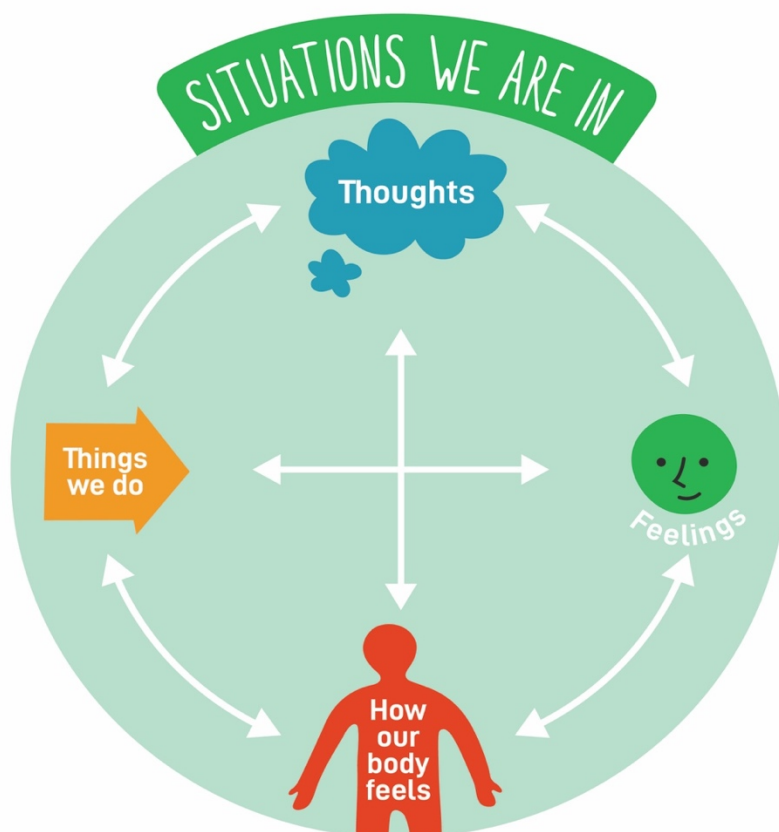 SITUATIONS WE ARE IN
Thoughts
Things
we do
Feelings
How
our
body
feels